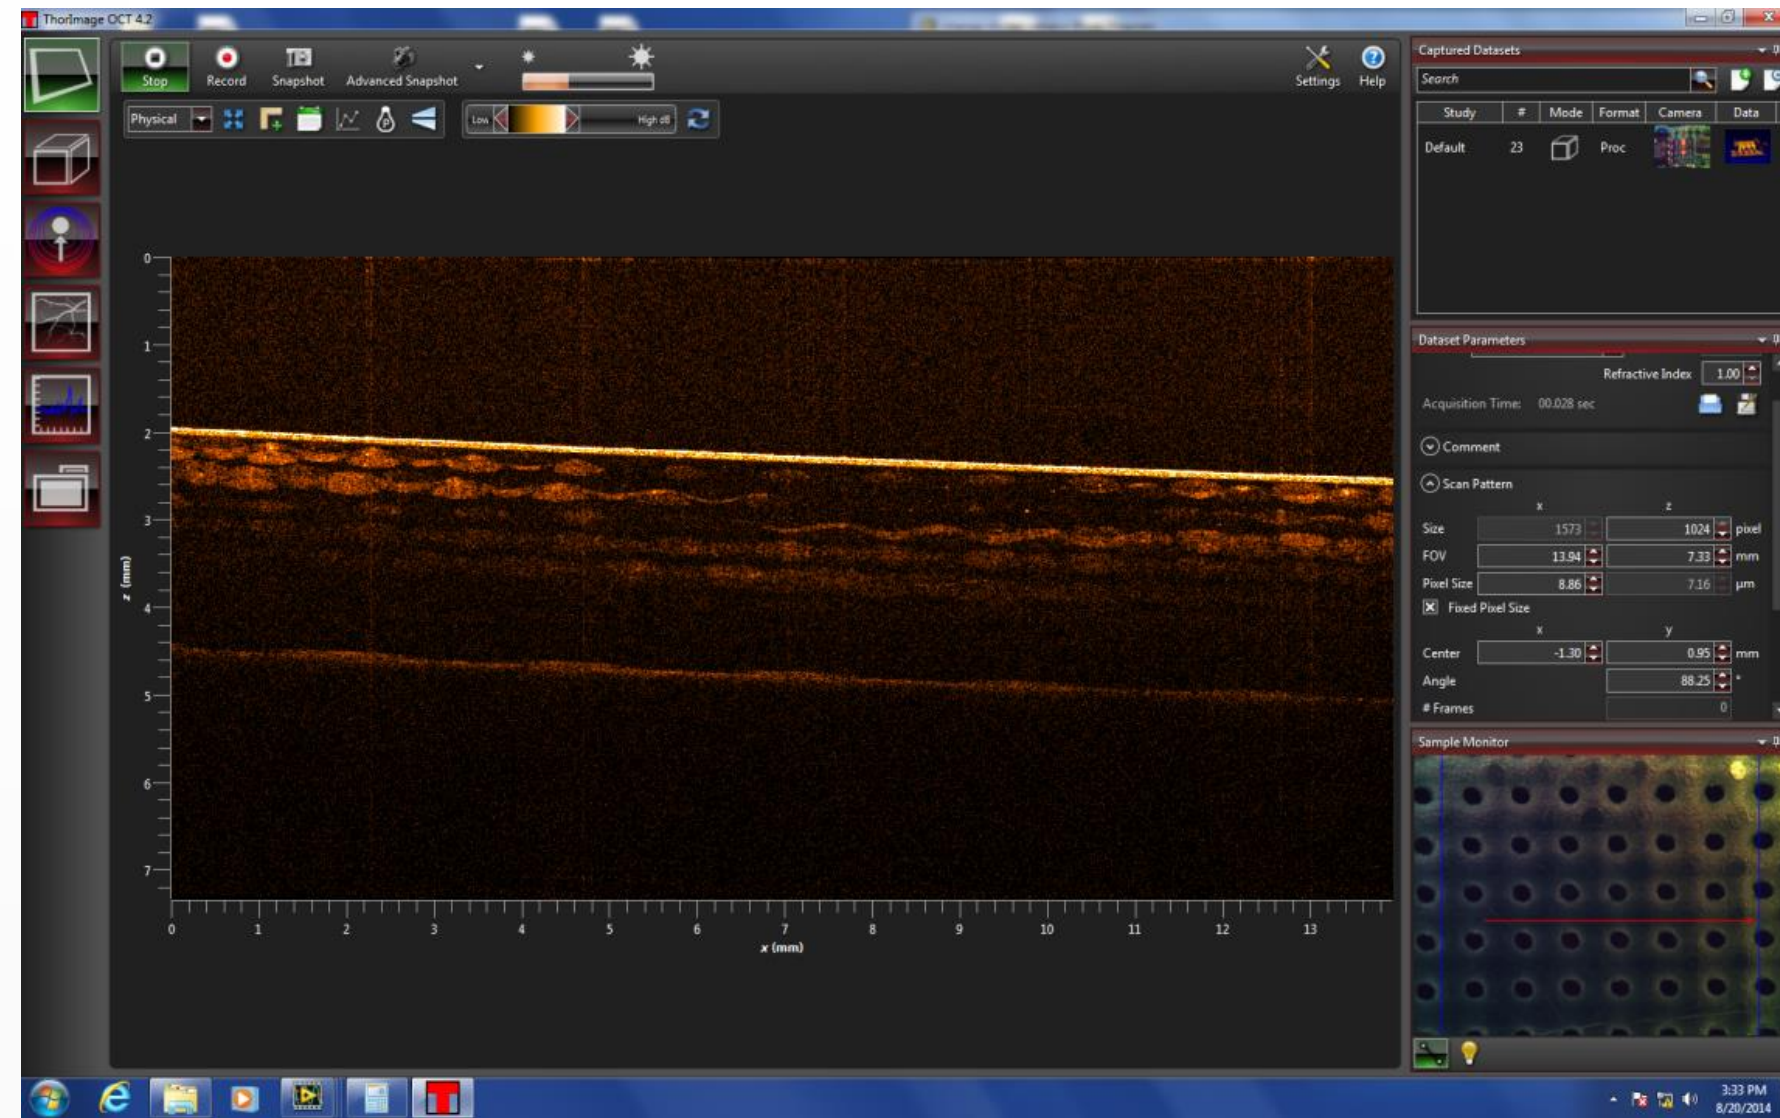 ThorImage OCT 4.2
Stop Record Snapshot Advanced Snapshot Settings Help
Physical Low High dB
0
1
2
3
4
5
6
7
z (mm)
0 1 2 3 4 5 6 7 8 9 10 11 12 13
x (mm)
Captured Datasets
Search
Study # Mode Format Camera Data
Default 23 Proc
Dataset Parameters
Refractive Index 1.00
Acquisition Time: 00.028 sec
Comment
Scan Pattern
x z
Size 1573 1024 pixel
FOV 13.94 7.33 mm
Pixel Size 8.86 7.16 µm
Fixed Pixel Size
x y
Center -1.30 0.95 mm
Angle 88.25 °
# Frames 0
Sample Monitor
3:33 PM
8/20/2014